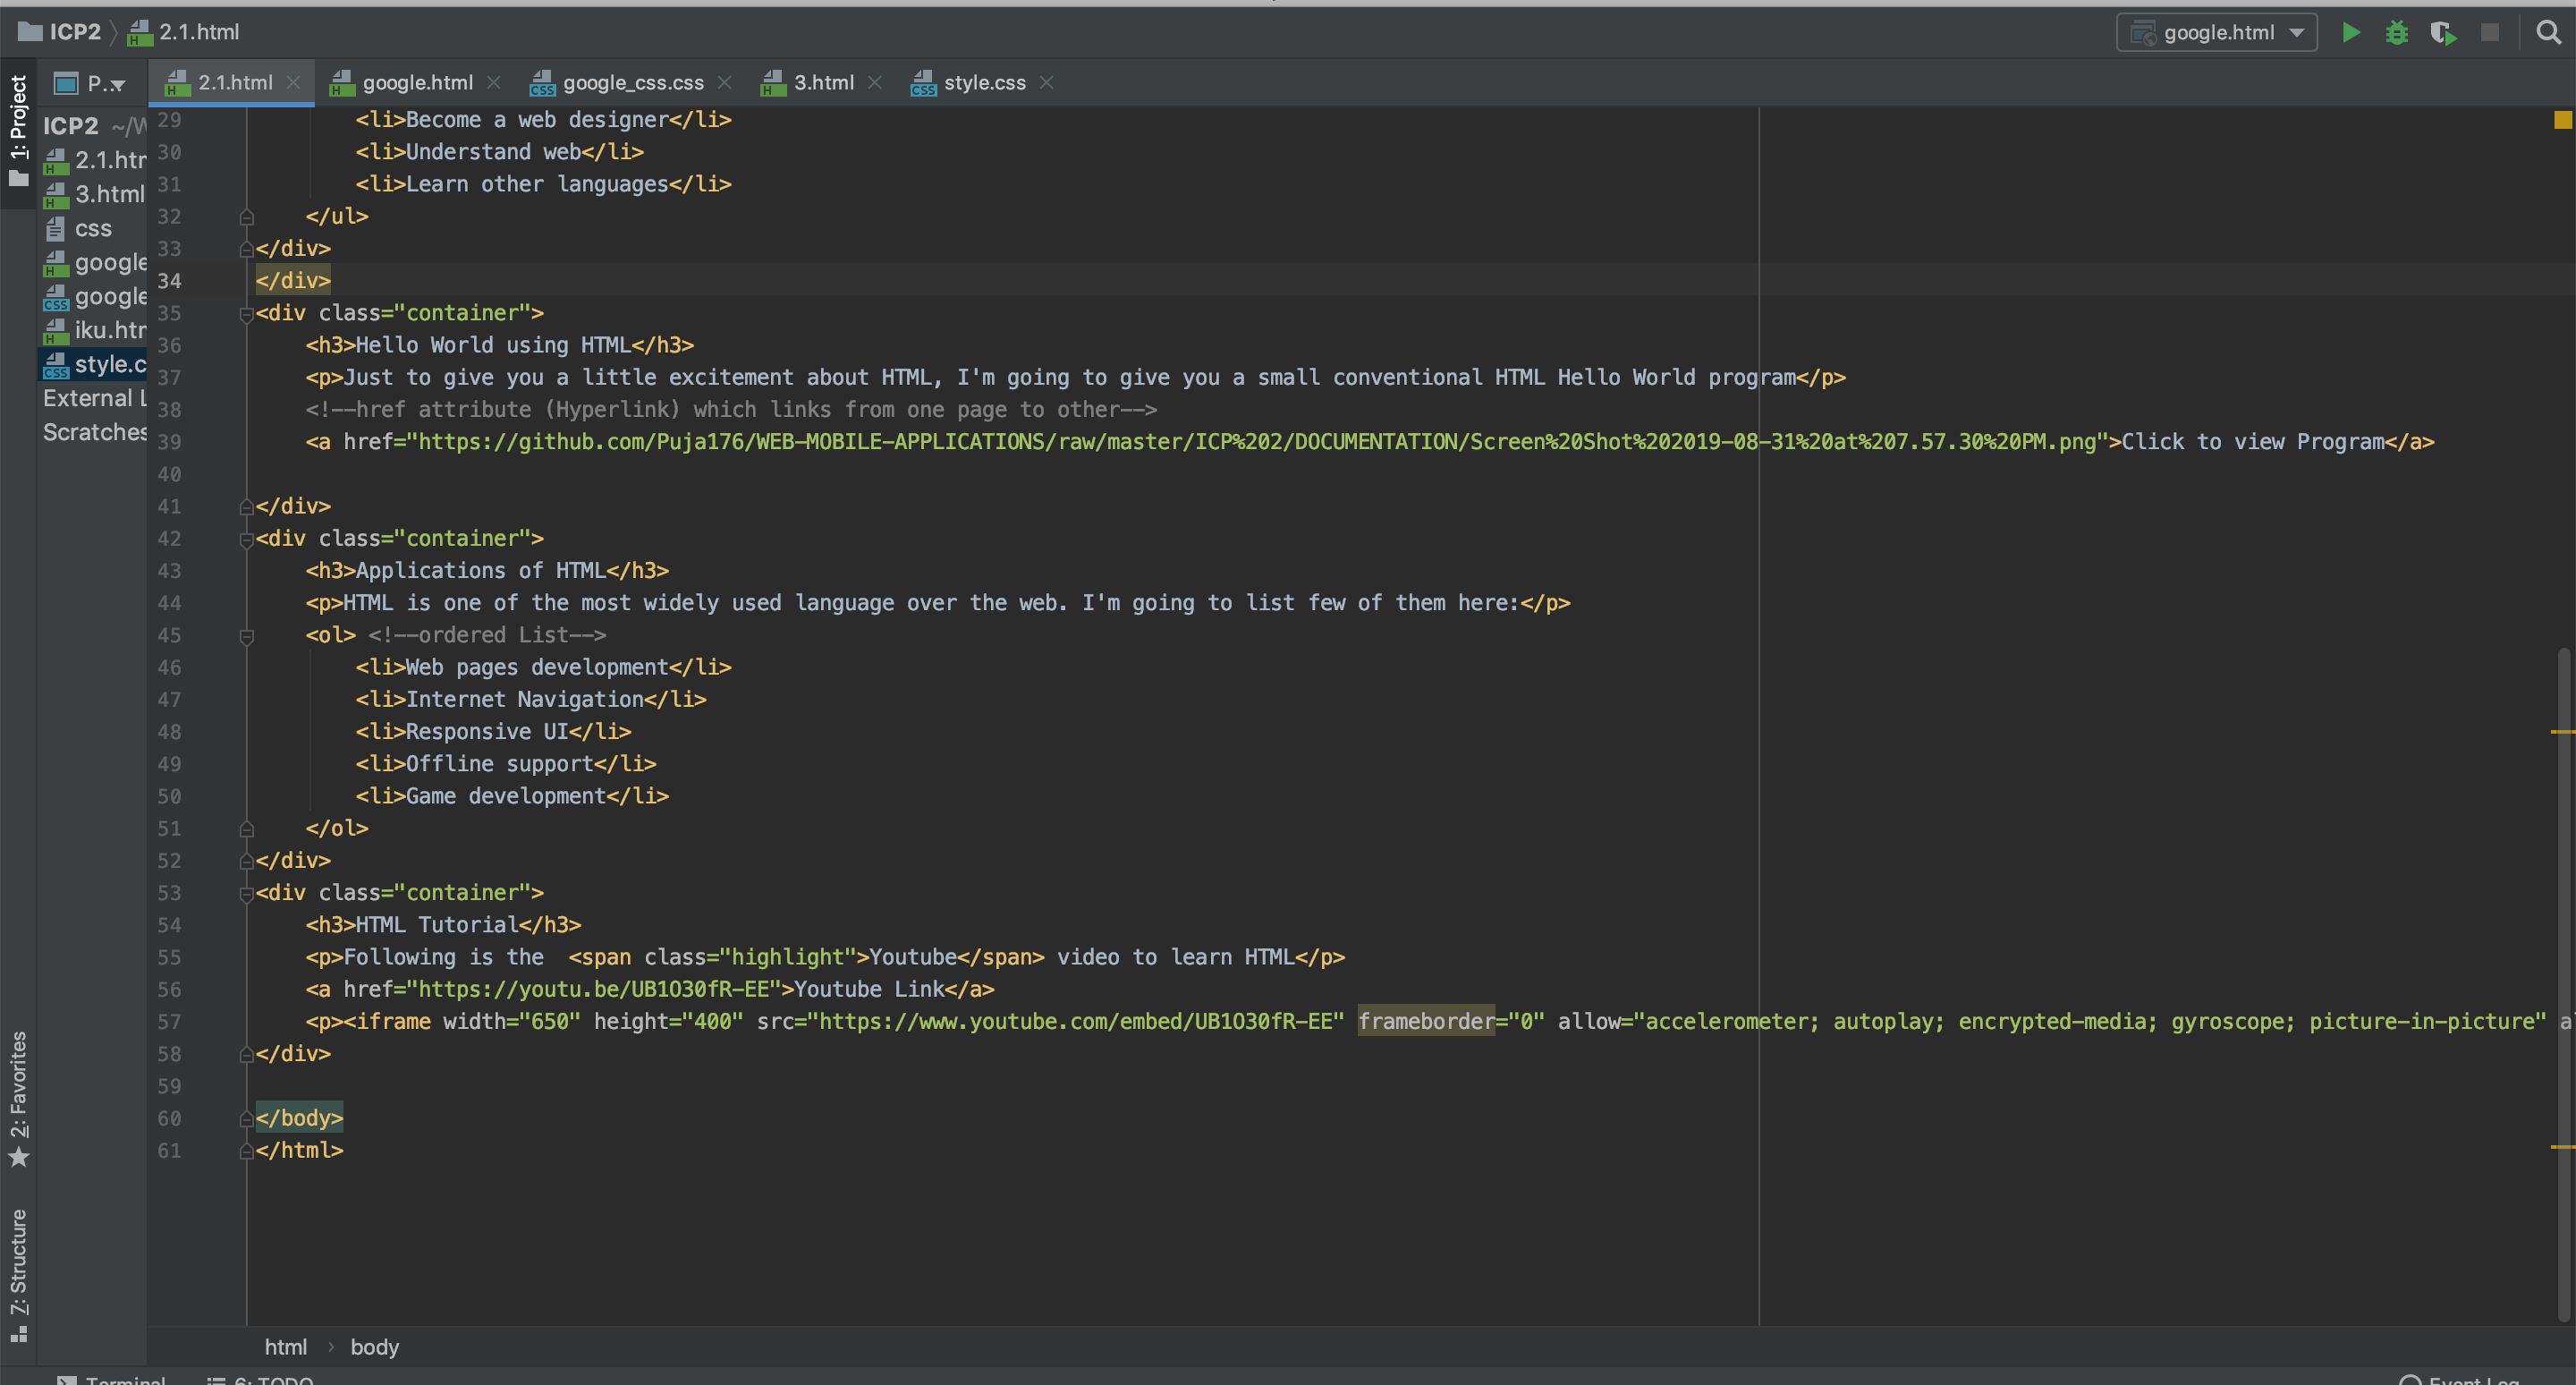 ICP2 2.1.html google.html
1: Project P.. 2.1.html google.html google_css.css 3.html style.css
ICP2 ~/W
2.1.htm
3.html
css
google
google
iku.htm
style.c
External L
Scratches
29 <li>Become a web designer</li>
30 <li>Understand web</li>
31 <li>Learn other languages</li>
32 </ul>
33 </div>
34 </div>
35 <div class="container">
36 <h3>Hello World using HTML</h3>
37 <p>Just to give you a little excitement about HTML, I'm going to give you a small conventional HTML Hello World program</p>
38 <!--href attribute (Hyperlink) which links from one page to other-->
39 <a href="https://github.com/Puja176/WEB-MOBILE-APPLICATIONS/raw/master/ICP%202/DOCUMENTATION/Screen%20Shot%202019-08-31%20at%207.57.30%20PM.png">Click to view Program</a>
40
41 </div>
42 <div class="container">
43 <h3>Applications of HTML</h3>
44 <p>HTML is one of the most widely used language over the web. I'm going to list few of them here:</p>
45 <ol> <!--ordered List-->
46 <li>Web pages development</li>
47 <li>Internet Navigation</li>
48 <li>Responsive UI</li>
49 <li>Offline support</li>
50 <li>Game development</li>
51 </ol>
52 </div>
53 <div class="container">
54 <h3>HTML Tutorial</h3>
55 <p>Following is the  <span class="highlight">Youtube</span> video to learn HTML</p>
56 <a href="https://youtu.be/UB1O30fR-EE">Youtube Link</a>
57 <p><iframe width="650" height="400" src="https://www.youtube.com/embed/UB1O30fR-EE" frameborder="0" allow="accelerometer; autoplay; encrypted-media; gyroscope; picture-in-picture" a
58 </div>
59
60 </body>
61 </html>
2: Favorites
7: Structure
html › body
Terminal 6: TODO Event Log